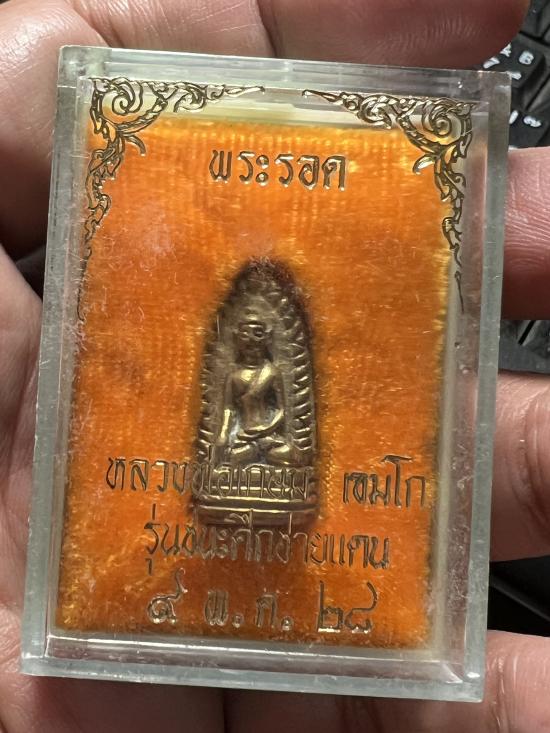 พระรอด
หลวงพ่อเกษม เขมโก
รุ่นชนะศึกชายแดน
๙ พ.ค. ๒๘